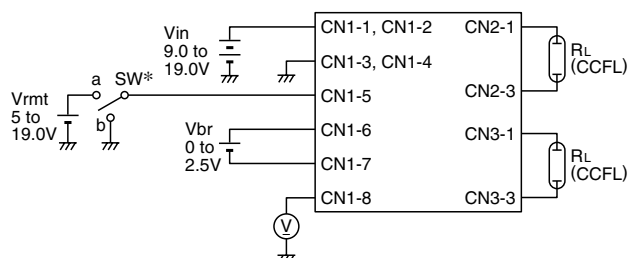 Vin
9.0 to
19.0V
CN1-1, CN1-2
CN2-1
RL
(CCFL)
CN1-3, CN1-4
a
SW*
Vrmt
5 to
19.0V
b
CN1-5
CN2-3
Vbr
0 to
2.5V
CN1-6
CN3-1
RL
(CCFL)
CN1-7
CN1-8
CN3-3
V